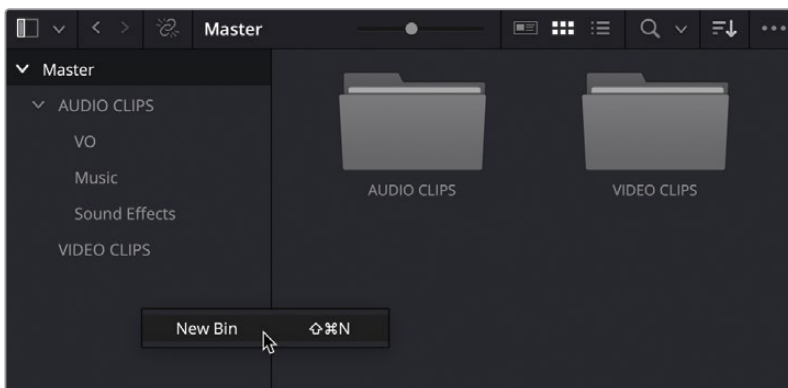 Master
Master
AUDIO CLIPS
VO
Music
Sound Effects
VIDEO CLIPS
AUDIO CLIPS
VIDEO CLIPS
New Bin ⇧⌘N